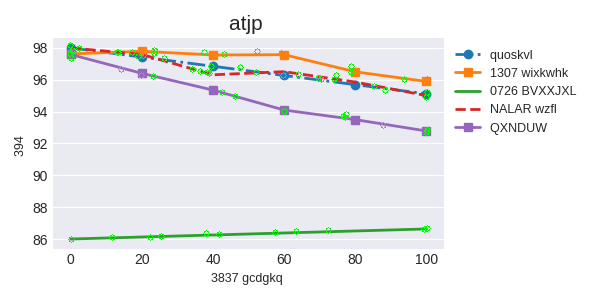 atjp
98
96
94
92
90
88
86
394
0
20
40
60
80
100
3837 gcdgkq
quoskvl
1307 wixkwhk
0726 BVXXJXL
NALAR wzfl
QXNDUW